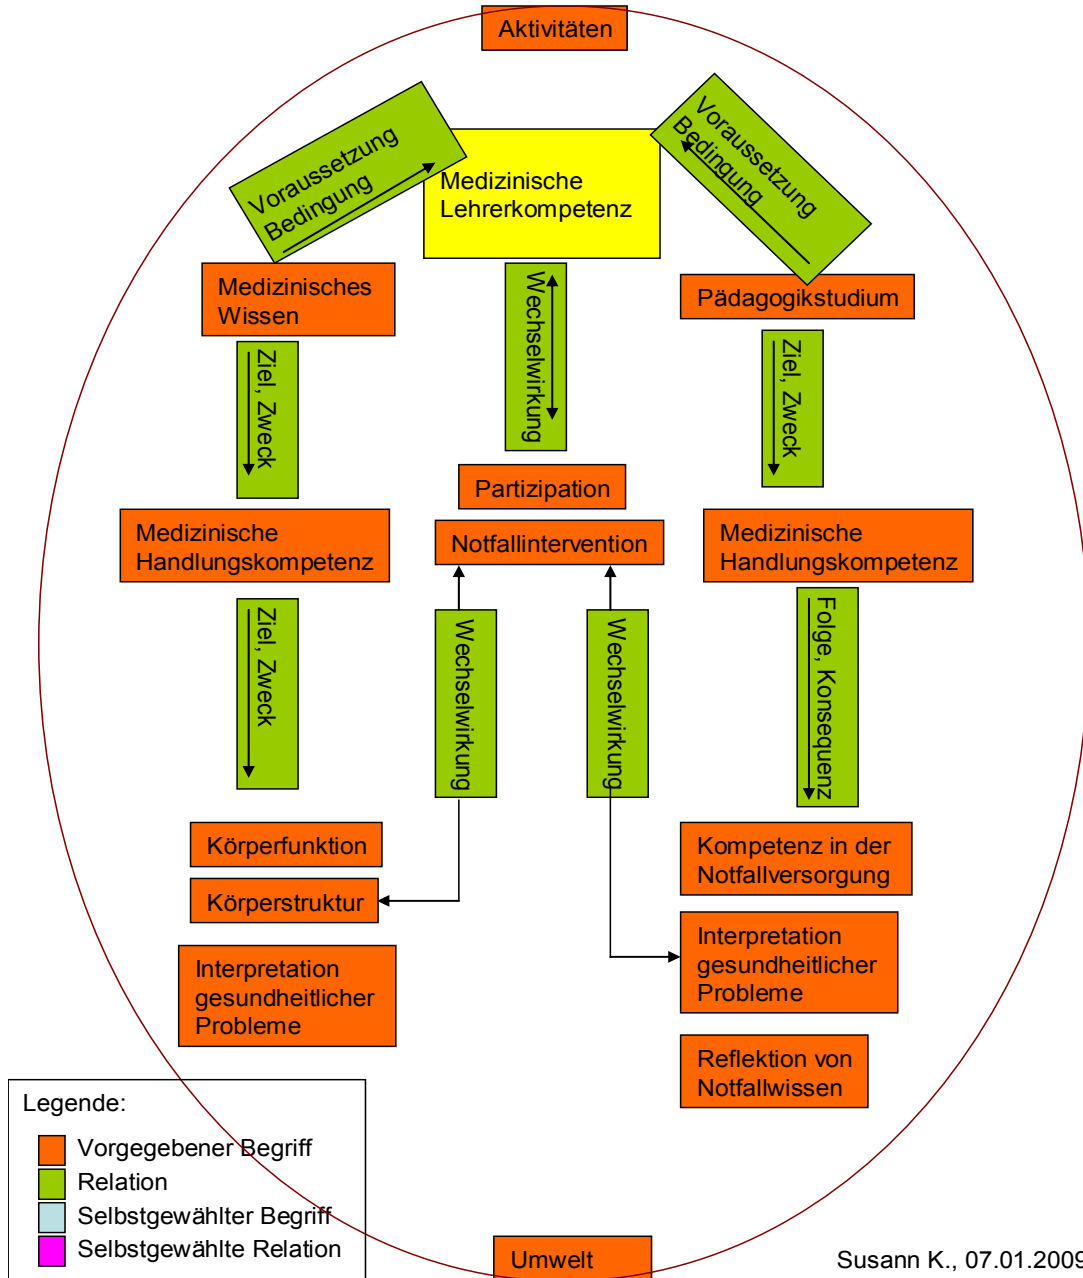 Aktivitäten
Voraussetzung
Bedingung
Medizinische
Lehrerkompetenz
Voraussetzung
Bedingung
Medizinisches
Wissen
Wechselwirkung
Pädagogikstudium
Ziel, Zweck
Ziel, Zweck
Partizipation
Medizinische
Handlungskompetenz
Notfallintervention
Medizinische
Handlungskompetenz
Ziel, Zweck
Wechselwirkung
Wechselwirkung
Folge, Konsequenz
Körperfunktion
Körperstruktur
Interpretation
gesundheitlicher
Probleme
Kompetenz in der
Notfallversorgung
Interpretation
gesundheitlicher
Probleme
Reflektion von
Notfallwissen
Legende:
Vorgegebener Begriff
Relation
Selbstgewählter Begriff
Selbstgewählte Relation
Umwelt
Susann K., 07.01.2009